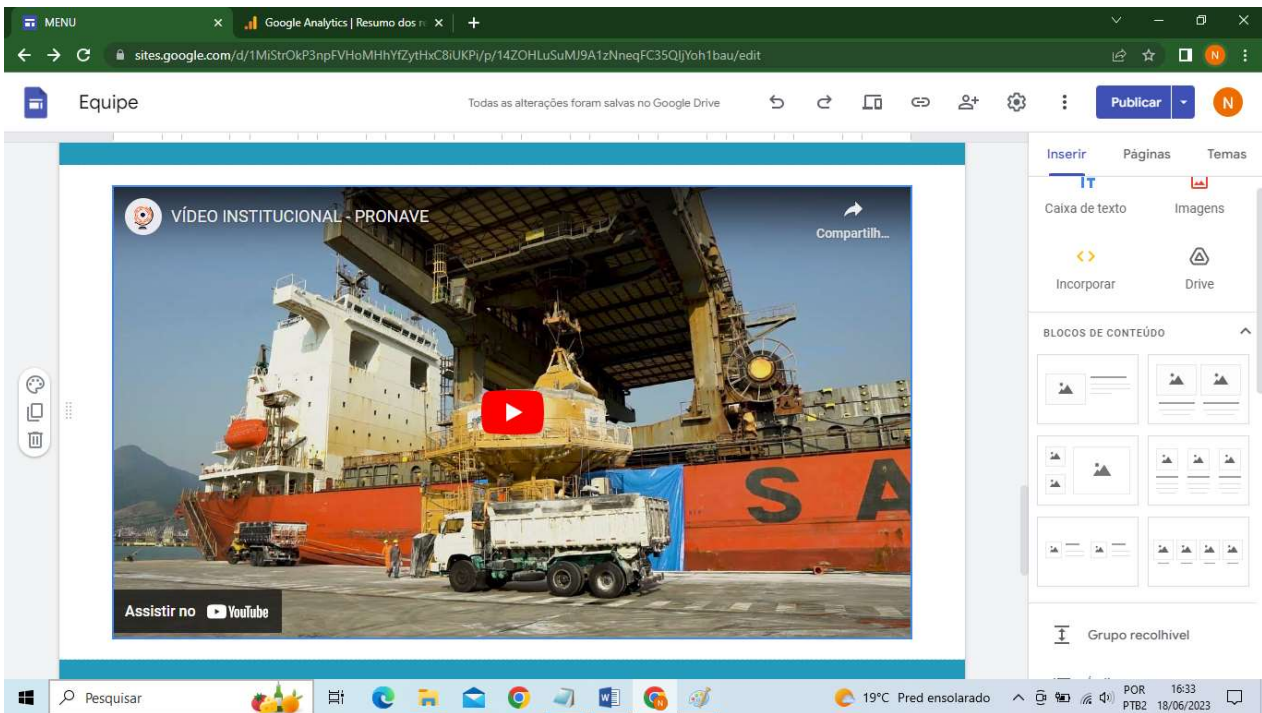 MENU
Google Analytics | Resumo dos re
sites.google.com/d/1MiStrOkP3npFVHoMHhYfZytHxC8iUKPi/p/14ZOHLuSuMJ9A1zNneqFC35QljYoh1bau/edit
N
Equipe
Todas as alterações foram salvas no Google Drive
Publicar
N
Inserir Páginas Temas
Caixa de texto Imagens
Incorporar Drive
BLOCOS DE CONTEÚDO
Grupo recolhível
VÍDEO INSTITUCIONAL - PRONAVE
Compartilh...
S A
Assistir no YouTube
Pesquisar
19°C Pred ensolarado
POR
PTB2
16:33
18/06/2023